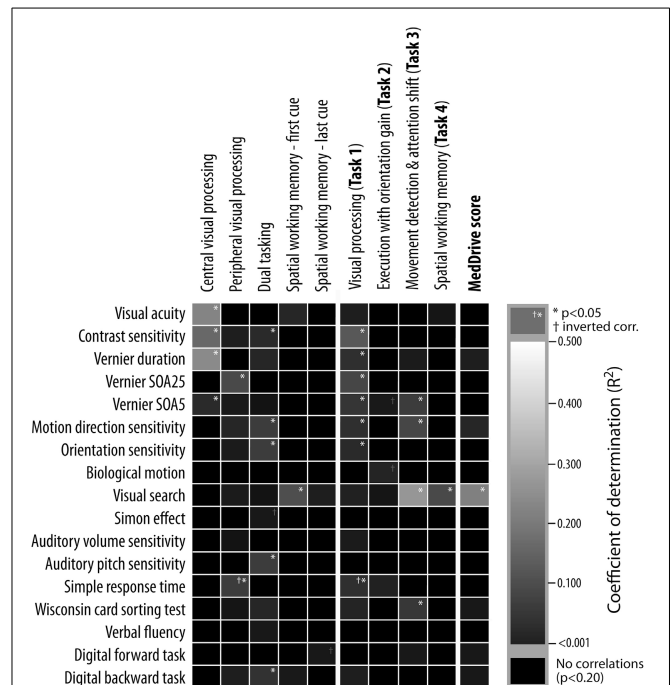 Central visual processing
Peripheral visual processing
Dual tasking
Spatial working memory - first cue
Spatial working memory - last cue
Visual processing (Task 1)
Execution with orientation gain (Task 2)
Movement detection & attention shift (Task 3)
Spatial working memory (Task 4)
MedDrive score
Visual acuity
Contrast sensitivity
Vernier duration
Vernier SOA25
Vernier SOA5
Motion direction sensitivity
Orientation sensitivity
Biological motion
Visual search
Simon effect
Auditory volume sensitivity
Auditory pitch sensitivity
Simple response time
Wisconsin card sorting test
Verbal fluency
Digital forward task
Digital backward task
†*
* p<0.05
† inverted corr.
0.500
0.400
0.300
0.200
0.100
<0.001
Coefficient of determination (R²)
No correlations
(p<0.20)